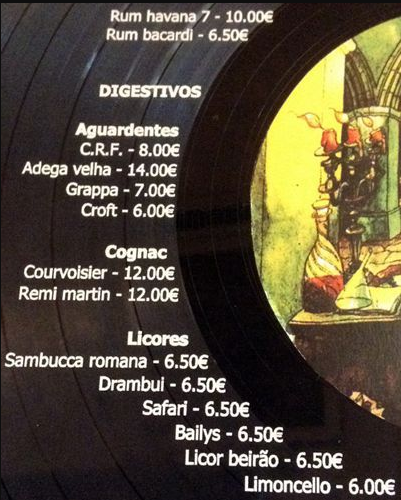 Rum havana 7 - 10.00€
Rum bacardi - 6.50€
DIGESTIVOS
Aguardentes
C.R.F. - 8.00€
Adega velha - 14.00€
Grappa - 7.00€
Croft - 6.00€
Cognac
Courvoisier - 12.00€
Remi martin - 12.00€
Licores
Sambucca romana - 6.50€
Drambui - 6.50€
Safari - 6.50€
Bailys - 6.50€
Licor beirão - 6.50€
Limoncello - 6.00€